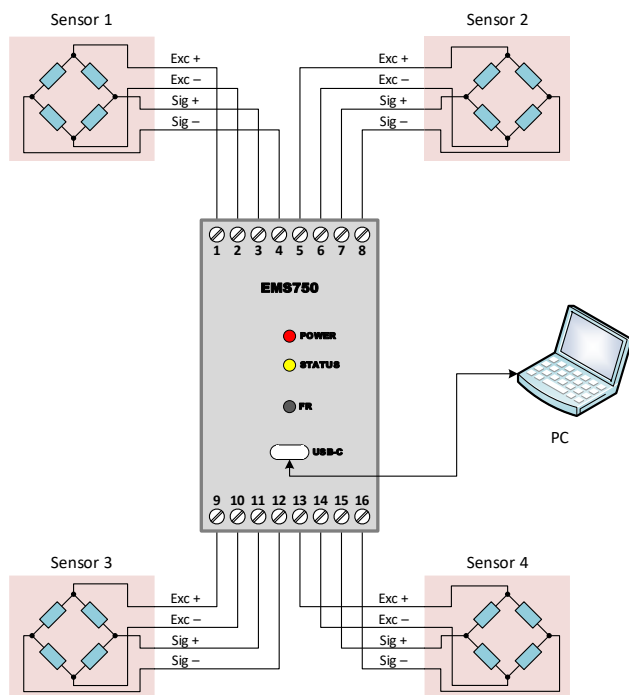 Sensor 1
Sensor 2
Exc +
Exc –
Sig +
Sig –
Exc +
Exc –
Sig +
Sig –
1 2 3 4 5 6 7 8
EMS750
POWER
STATUS
FR
USB-C
PC
9 10 11 12 13 14 15 16
Sensor 3
Sensor 4
Exc +
Exc –
Sig +
Sig –
Exc +
Exc –
Sig +
Sig –